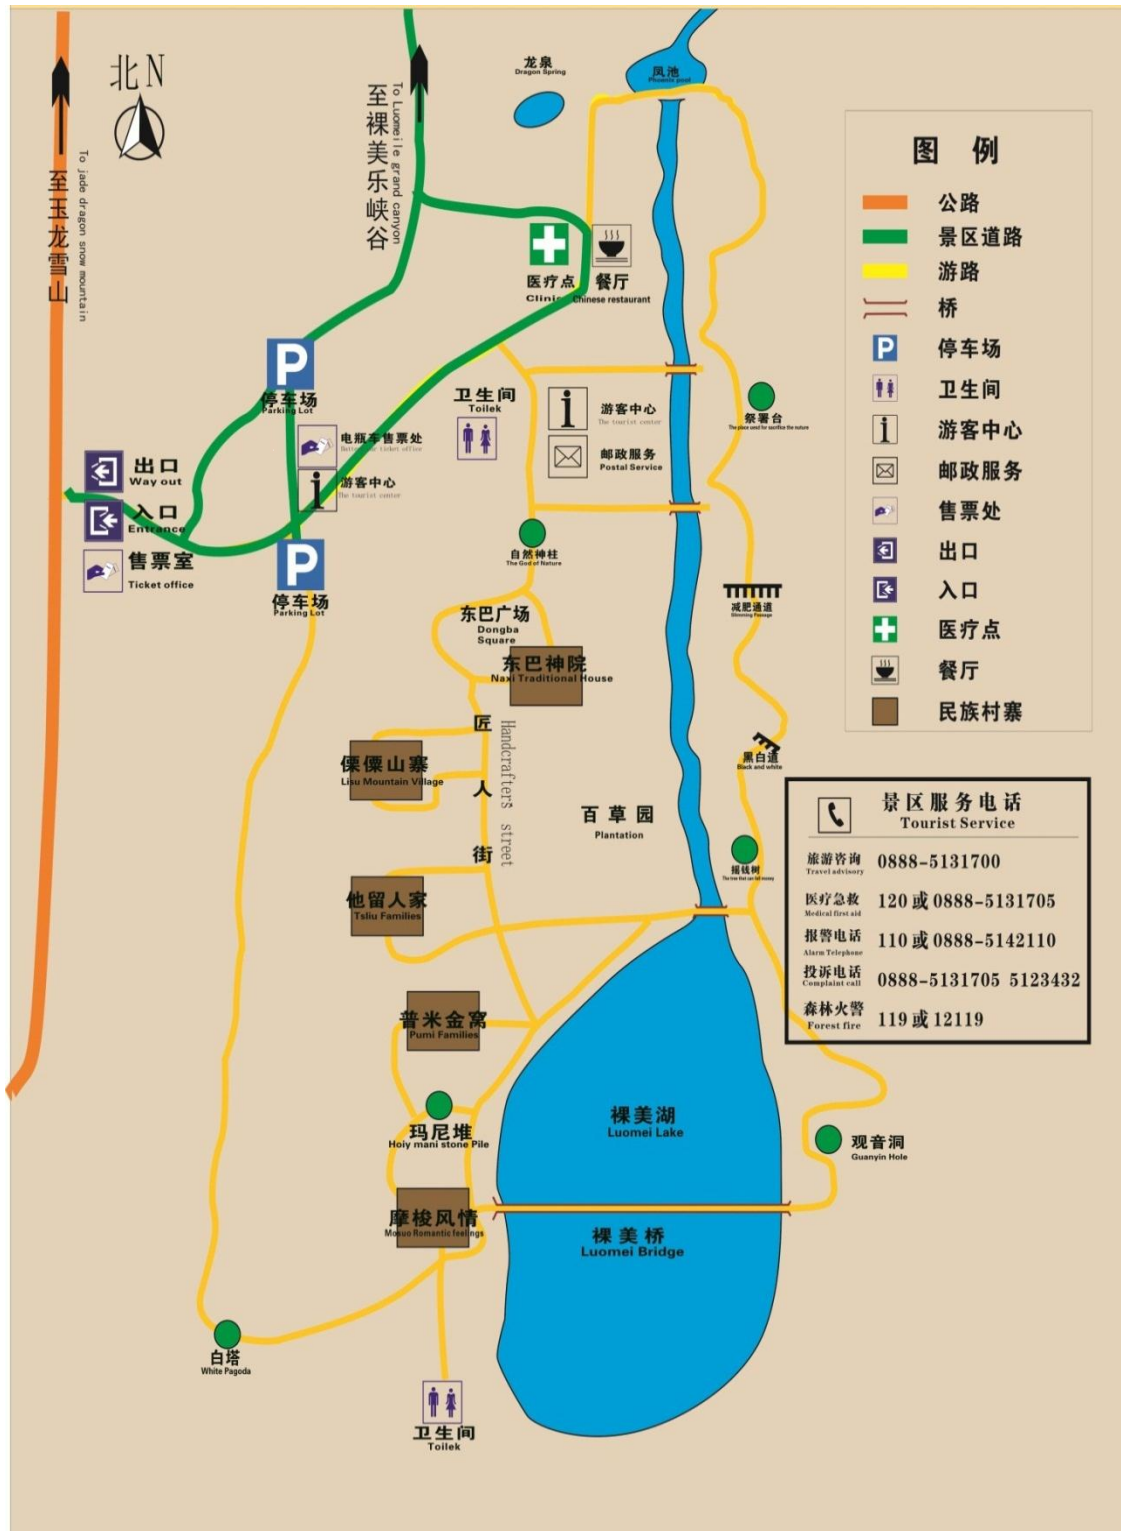 北N
至玉龙雪山
To jade dragon snow mountain
至裸美乐峡谷
To Luomeile grand canyon
龙泉
Dragon Spring
凤池
Phoenix pool
医疗点
Clinic
餐厅
Chinese restaurant
P
停车场
Parking Lot
电瓶车售票处
游客中心
The tourist center
出口
Way out
入口
Entrance
售票室
Ticket office
P
停车场
Parking Lot
卫生间
Toilek
游客中心
The tourist center
邮政服务
Postal Service
祭署台
The place used for sacrifice the nature
自然神柱
The God of Nature
减肥通道
Slimming Passage
东巴广场
Dongba
Square
东巴神院
Naxi Traditional House
匠人街
Handcrafters street
傈僳山寨
Lisu Mountain Village
黑白道
Black and white
百草园
Plantation
摇钱树
The tree that can fall money
他留人家
Tsliu Families
普米金窝
Pumi Families
玛尼堆
Hoiy mani stone Pile
裸美湖
Luomei Lake
观音洞
Guanyin Hole
摩梭风情
Mosuo Romantic feelings
裸美桥
Luomei Bridge
白塔
White Pagoda
卫生间
Toilek
图 例
公路
景区道路
游路
桥
P 停车场
卫生间
i 游客中心
邮政服务
售票处
出口
入口
医疗点
餐厅
民族村寨
景区服务电话
Tourist Service
旅游咨询 0888-5131700
Travel advisory
医疗急救 120或0888-5131705
Medical first aid
报警电话 110或0888-5142110
Alarm Telephone
投诉电话 0888-5131705 5123432
Complaint call
森林火警 119或12119
Forest fire